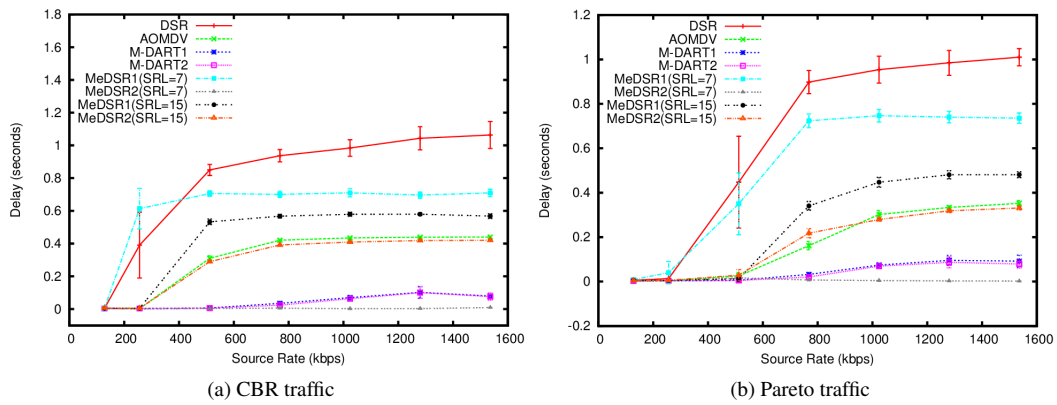 1.8
1.6
1.4
1.2
1
0.8
0.6
0.4
0.2
0
Delay (seconds)
DSR
AOMDV
M-DART1
M-DART2
MeDSR1(SRL=7)
MeDSR2(SRL=7)
MeDSR1(SRL=15)
MeDSR2(SRL=15)
0 200 400 600 800 1000 1200 1400 1600
Source Rate (kbps)
(a) CBR traffic
1.2
1
0.8
0.6
0.4
0.2
0
-0.2
Delay (seconds)
DSR
AOMDV
M-DART1
M-DART2
MeDSR1(SRL=7)
MeDSR2(SRL=7)
MeDSR1(SRL=15)
MeDSR2(SRL=15)
0 200 400 600 800 1000 1200 1400 1600
Source Rate (kbps)
(b) Pareto traffic